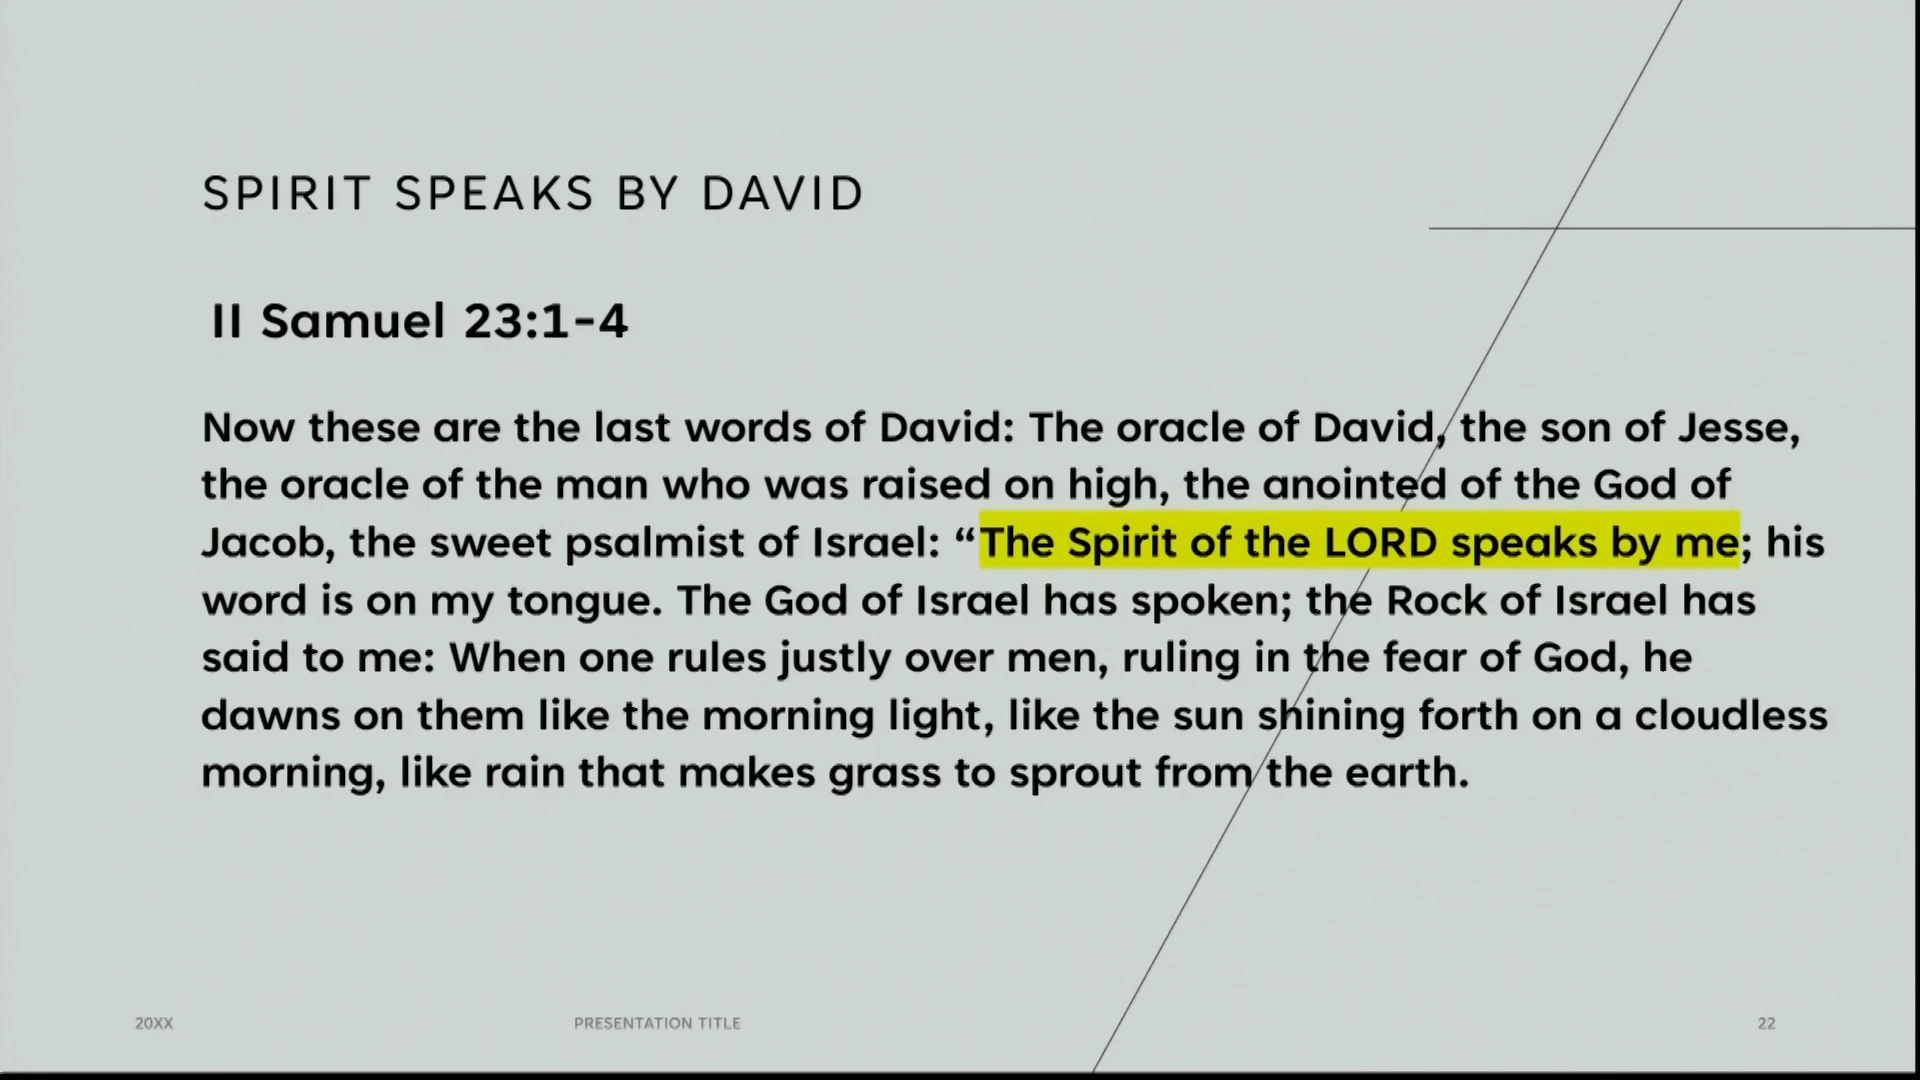 SPIRIT SPEAKS BY DAVID
II Samuel 23:1-4
Now these are the last words of David: The oracle of David, the son of Jesse,
the oracle of the man who was raised on high, the anointed of the God of
Jacob, the sweet psalmist of Israel: “The Spirit of the LORD speaks by me; his
word is on my tongue. The God of Israel has spoken; the Rock of Israel has
said to me: When one rules justly over men, ruling in the fear of God, he
dawns on them like the morning light, like the sun shining forth on a cloudless
morning, like rain that makes grass to sprout from the earth.
20XX
PRESENTATION TITLE
22